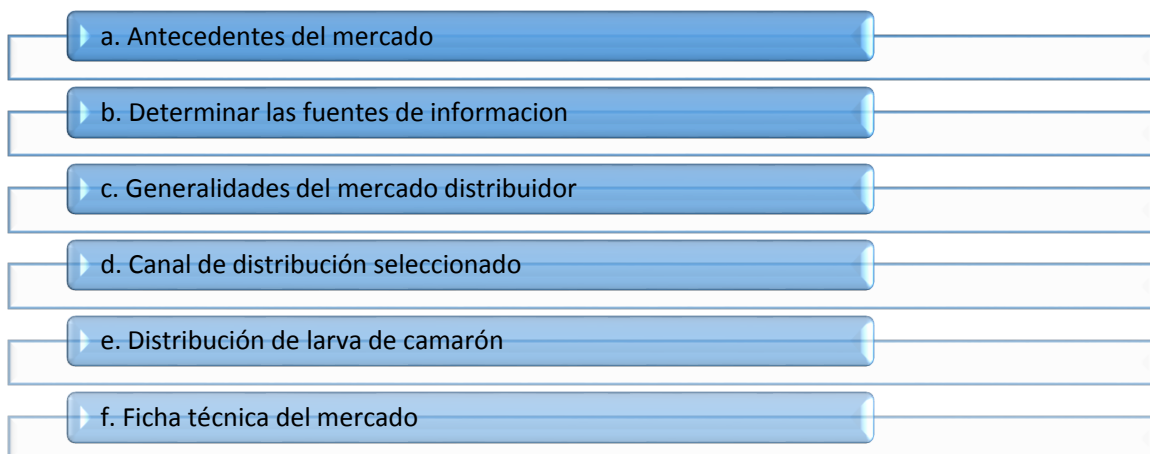 a. Antecedentes del mercado
b. Determinar las fuentes de informacion
c. Generalidades del mercado distribuidor
d. Canal de distribución seleccionado
e. Distribución de larva de camarón
f. Ficha técnica del mercado